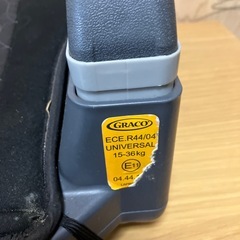 GRACO
ECE.R44/04
UNIVERSAL
15-36kg
E11
04.44